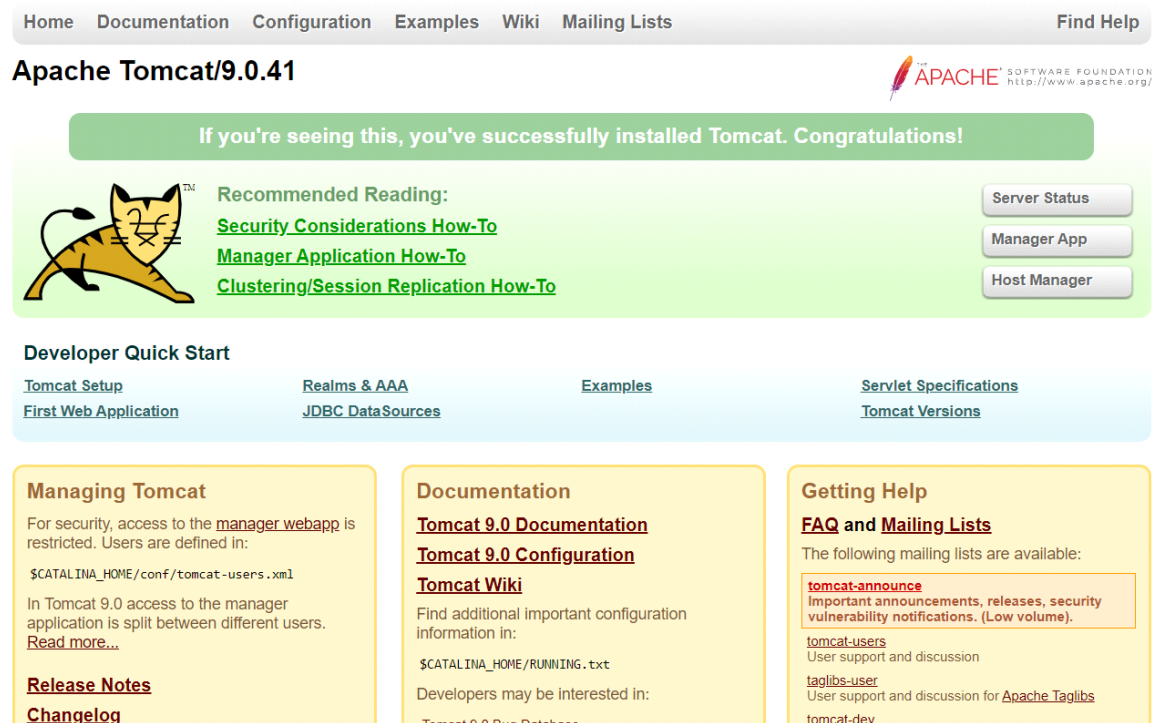 Home Documentation Configuration Examples Wiki Mailing Lists Find Help
Apache Tomcat/9.0.41
THE APACHE® SOFTWARE FOUNDATION
http://www.apache.org/
If you're seeing this, you've successfully installed Tomcat. Congratulations!
TM
Recommended Reading:
Security Considerations How-To
Manager Application How-To
Clustering/Session Replication How-To
Server Status
Manager App
Host Manager
Developer Quick Start
Tomcat Setup
First Web Application
Realms & AAA
JDBC DataSources
Examples
Servlet Specifications
Tomcat Versions
Managing Tomcat
For security, access to the manager webapp is
restricted. Users are defined in:
$CATALINA_HOME/conf/tomcat-users.xml
In Tomcat 9.0 access to the manager
application is split between different users.
Read more...
Release Notes
Changelog
Documentation
Tomcat 9.0 Documentation
Tomcat 9.0 Configuration
Tomcat Wiki
Find additional important configuration
information in:
$CATALINA_HOME/RUNNING.txt
Developers may be interested in:
Tomcat 9.0 Bug Database
Getting Help
FAQ and Mailing Lists
The following mailing lists are available:
tomcat-announce
Important announcements, releases, security
vulnerability notifications. (Low volume).
tomcat-users
User support and discussion
taglibs-user
User support and discussion for Apache Taglibs
tomcat-dev